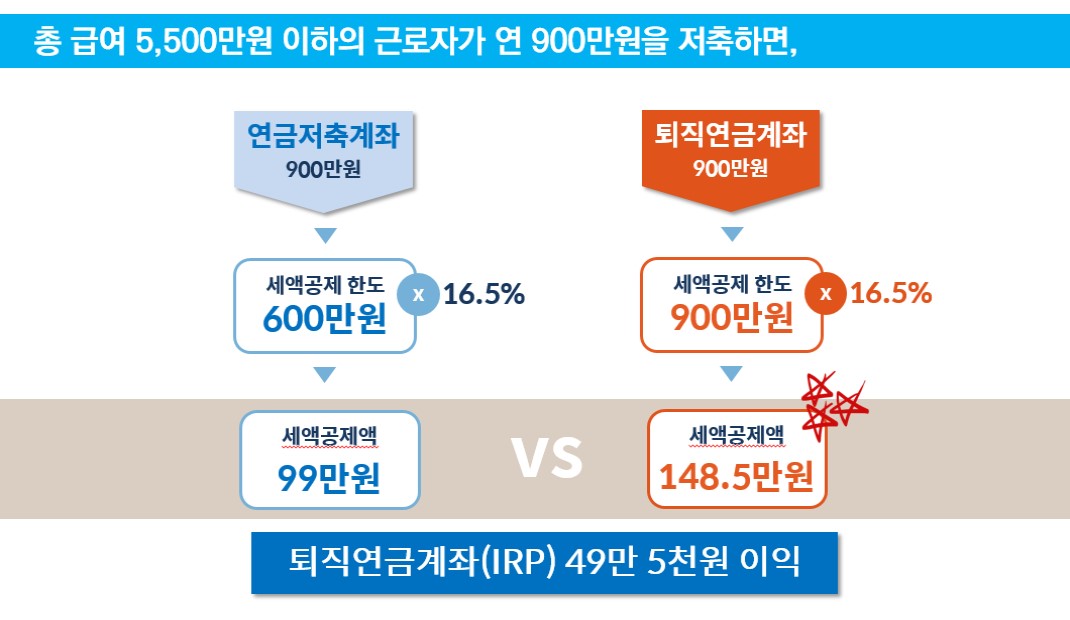 총 급여 5,500만원 이하의 근로자가 연 900만원을 저축하면,
연금저축계좌
900만원
퇴직연금계좌
900만원
세액공제 한도
600만원
x 16.5%
세액공제 한도
900만원
x 16.5%
세액공제액
99만원
VS
세액공제액
148.5만원
퇴직연금계좌(IRP) 49만 5천원 이익